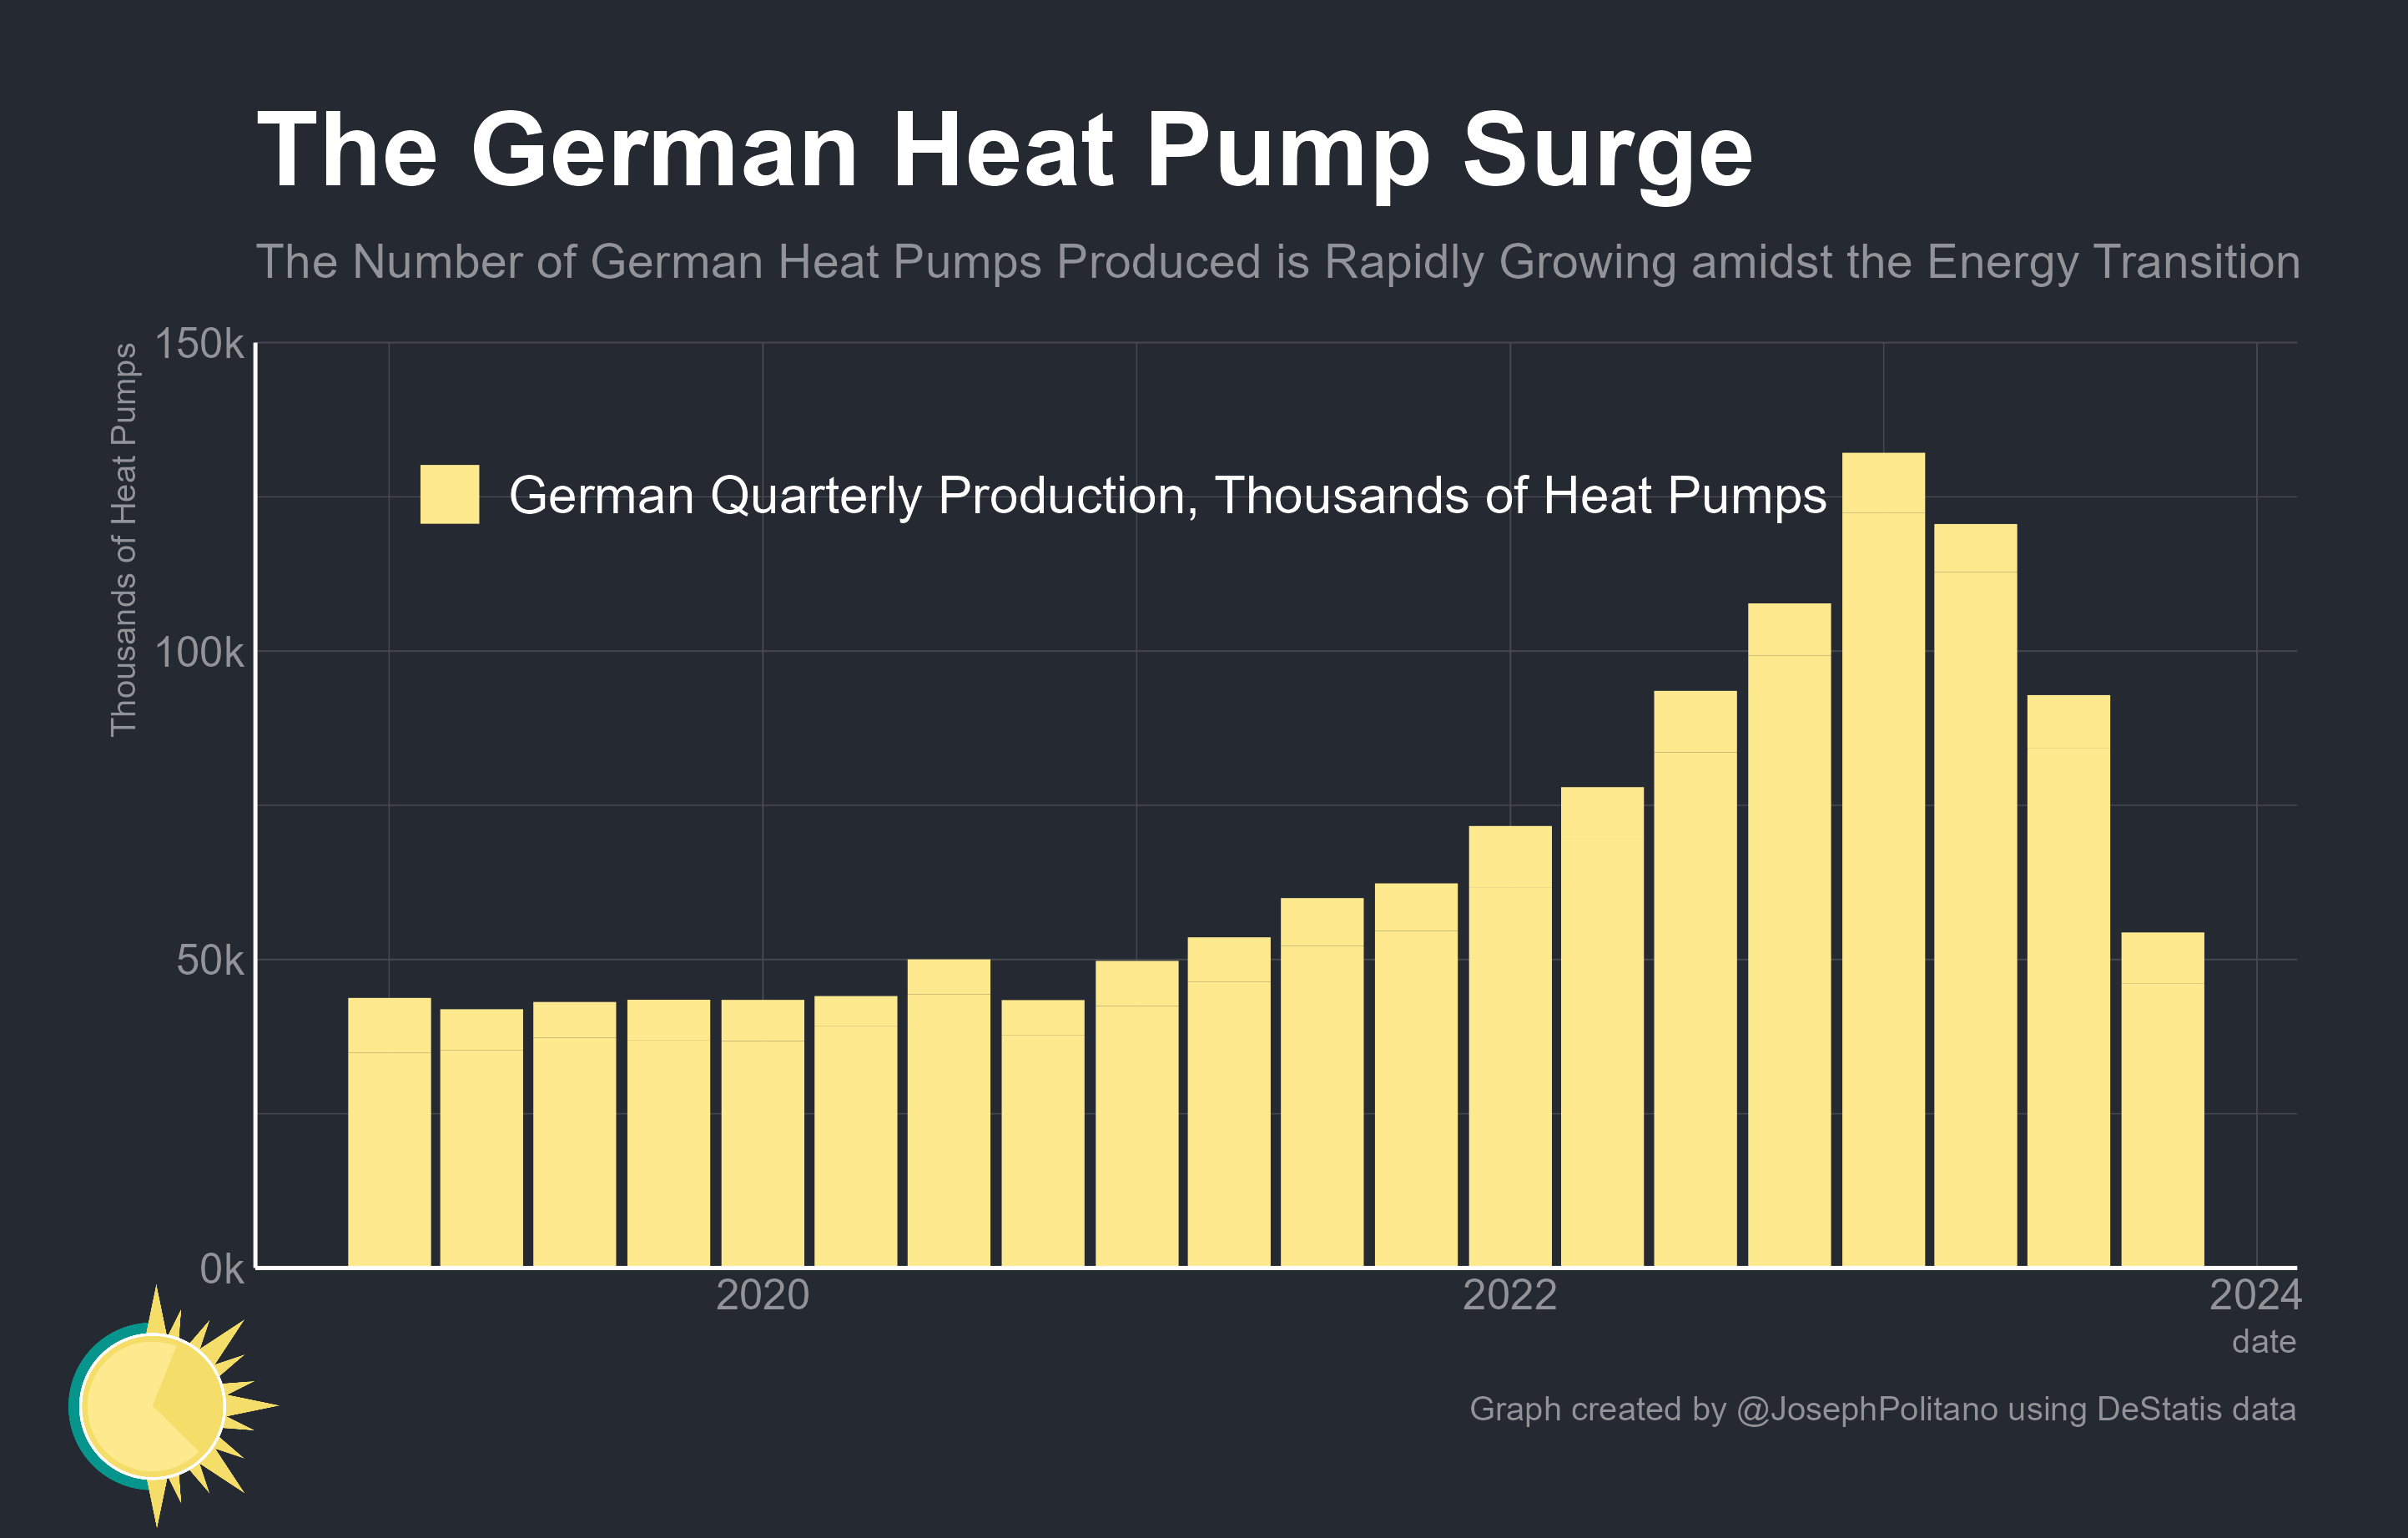 The German Heat Pump Surge
The Number of German Heat Pumps Produced is Rapidly Growing amidst the Energy Transition
Thousands of Heat Pumps
150k
100k
50k
0k
German Quarterly Production, Thousands of Heat Pumps
2020
2022
2024
date
Graph created by @JosephPolitano using DeStatis data